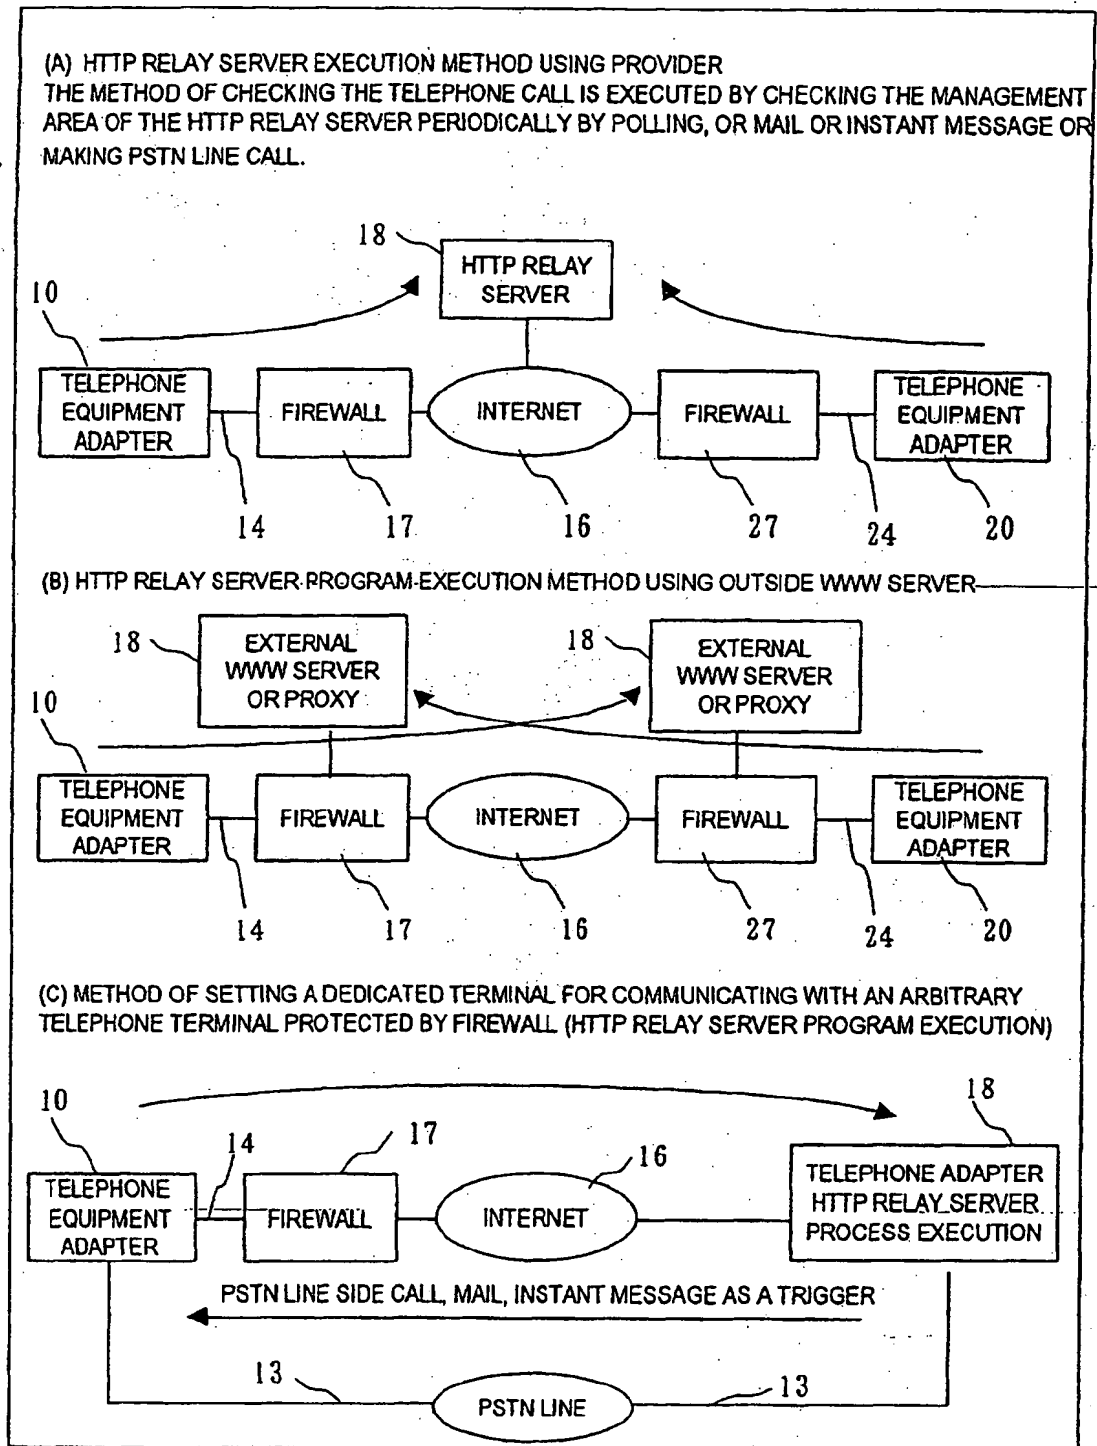 (A) HTTP RELAY SERVER EXECUTION METHOD USING PROVIDER
THE METHOD OF CHECKING THE TELEPHONE CALL IS EXECUTED BY CHECKING THE MANAGEMENT
AREA OF THE HTTP RELAY SERVER PERIODICALLY BY POLLING, OR MAIL OR INSTANT MESSAGE OR
MAKING PSTN LINE CALL.
18
HTTP RELAY
SERVER
10
TELEPHONE
EQUIPMENT
ADAPTER
FIREWALL
INTERNET
FIREWALL
TELEPHONE
EQUIPMENT
ADAPTER
14
17
16
27
24
20
(B) HTTP RELAY SERVER PROGRAM EXECUTION METHOD USING OUTSIDE WWW SERVER
18
EXTERNAL
WWW SERVER
OR PROXY
18
EXTERNAL
WWW SERVER
OR PROXY
10
TELEPHONE
EQUIPMENT
ADAPTER
FIREWALL
INTERNET
FIREWALL
TELEPHONE
EQUIPMENT
ADAPTER
14
17
16
27
24
20
(C) METHOD OF SETTING A DEDICATED TERMINAL FOR COMMUNICATING WITH AN ARBITRARY
TELEPHONE TERMINAL PROTECTED BY FIREWALL (HTTP RELAY SERVER PROGRAM EXECUTION)
10
14
17
16
18
TELEPHONE
EQUIPMENT
ADAPTER
FIREWALL
INTERNET
TELEPHONE ADAPTER
HTTP RELAY SERVER
PROCESS EXECUTION
PSTN LINE SIDE CALL, MAIL, INSTANT MESSAGE AS A TRIGGER
13
PSTN LINE
13